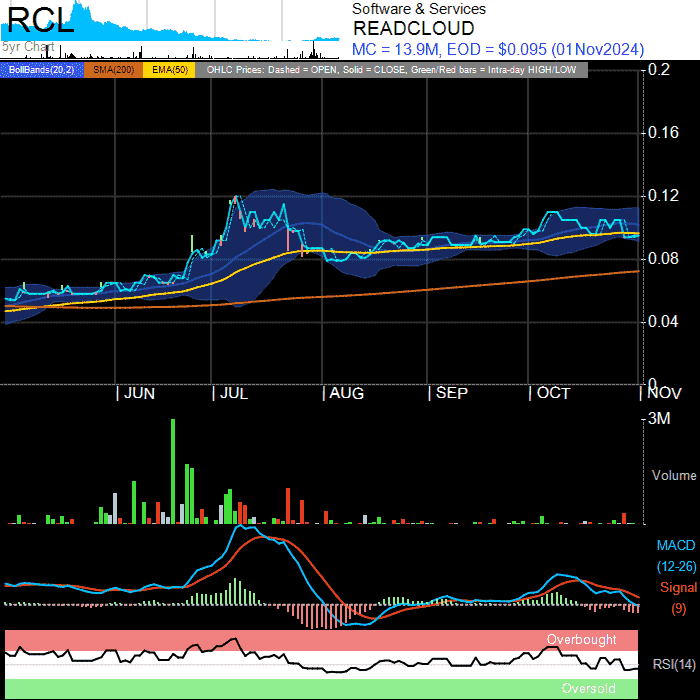 RCL
5yr Chart
Software & Services
READCLOUD
MC = 13.9M, EOD = $0.095 (01Nov2024)
BollBands(20,2) SMA(200) EMA(50) OHLC Prices: Dashed = OPEN, Solid = CLOSE, Green/Red bars = Intra-day HIGH/LOW
0.2
0.16
0.12
0.08
0.04
0
JUN JUL AUG SEP OCT NOV
3M
Volume
MACD
(12-26)
Signal
(9)
Overbought
RSI(14)
Oversold